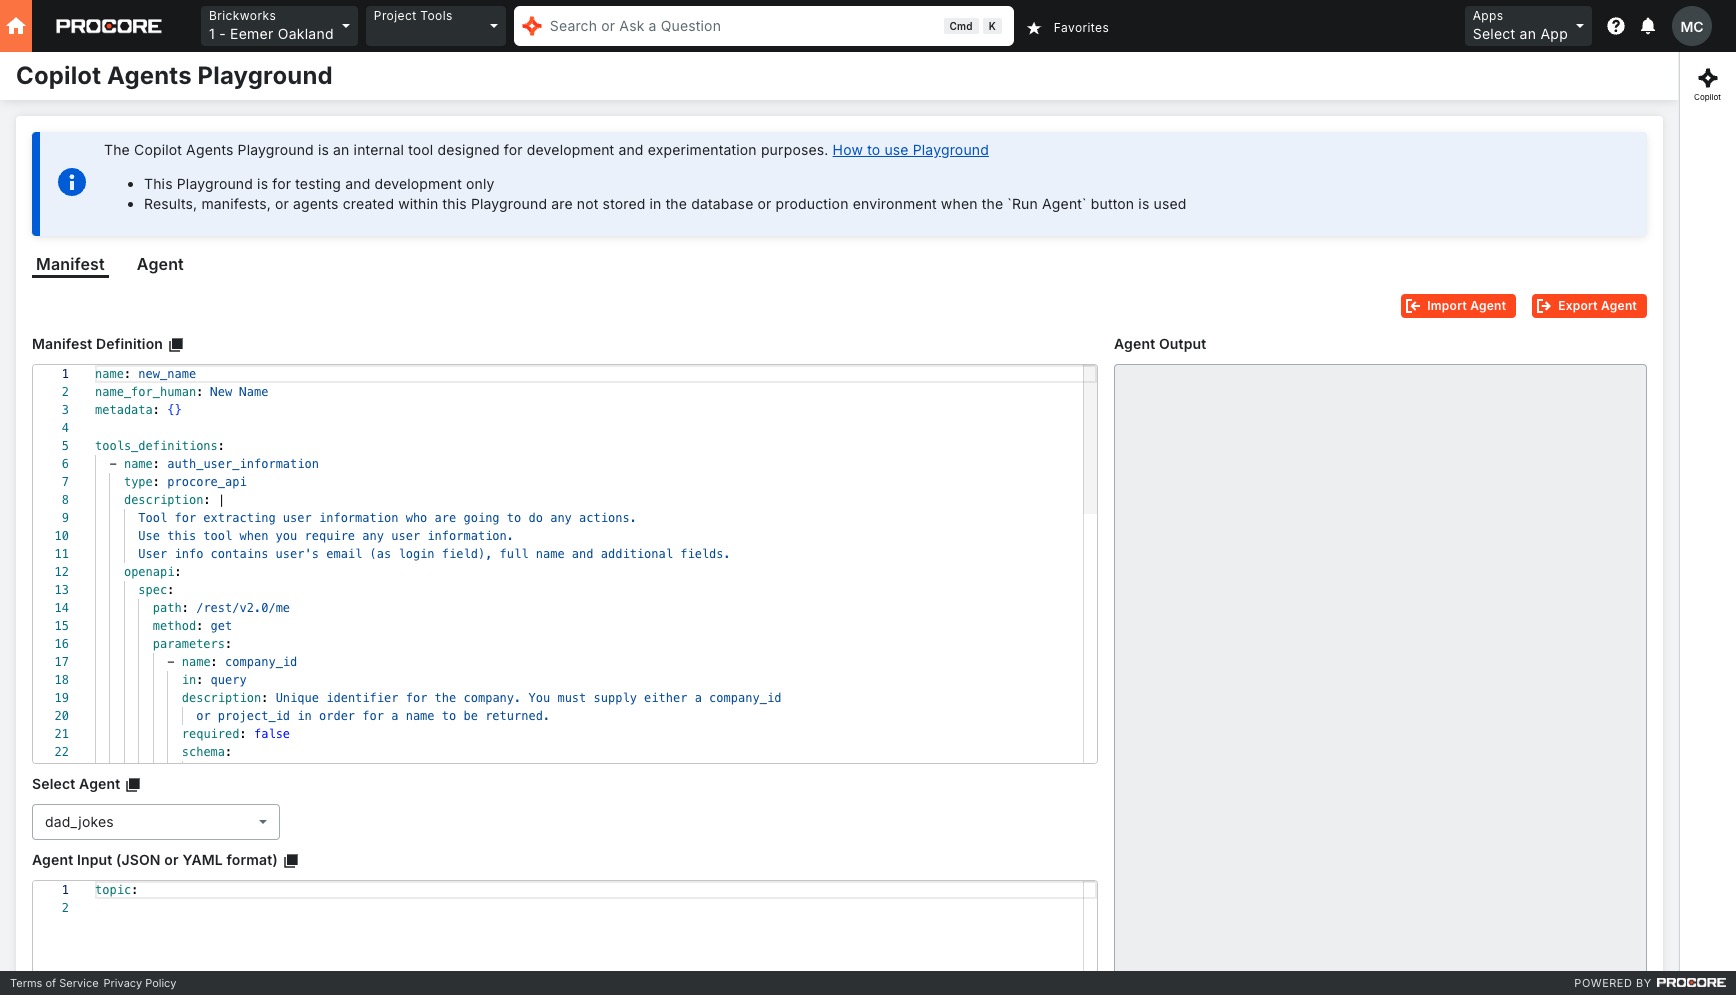 PROCORE
Brickworks
1 - Eemer Oakland
Project Tools
Search or Ask a Question
Cmd K
Favorites
Apps
Select an App
MC
Copilot Agents Playground
Copilot
The Copilot Agents Playground is an internal tool designed for development and experimentation purposes. How to use Playground
• This Playground is for testing and development only
• Results, manifests, or agents created within this Playground are not stored in the database or production environment when the `Run Agent` button is used
Manifest Agent
Import Agent Export Agent
Manifest Definition
1 name: new_name
2 name_for_human: New Name
3 metadata: {}
4
5 tools_definitions:
6 - name: auth_user_information
7 type: procore_api
8 description: |
9 Tool for extracting user information who are going to do any actions.
10 Use this tool when you require any user information.
11 User info contains user's email (as login field), full name and additional fields.
12 openapi:
13 spec:
14 path: /rest/v2.0/me
15 method: get
16 parameters:
17 - name: company_id
18 in: query
19 description: Unique identifier for the company. You must supply either a company_id
20 or project_id in order for a name to be returned.
21 required: false
22 schema:
Agent Output
Select Agent
dad_jokes
Agent Input (JSON or YAML format)
1 topic:
2
Terms of Service Privacy Policy
POWERED BY PROCORE